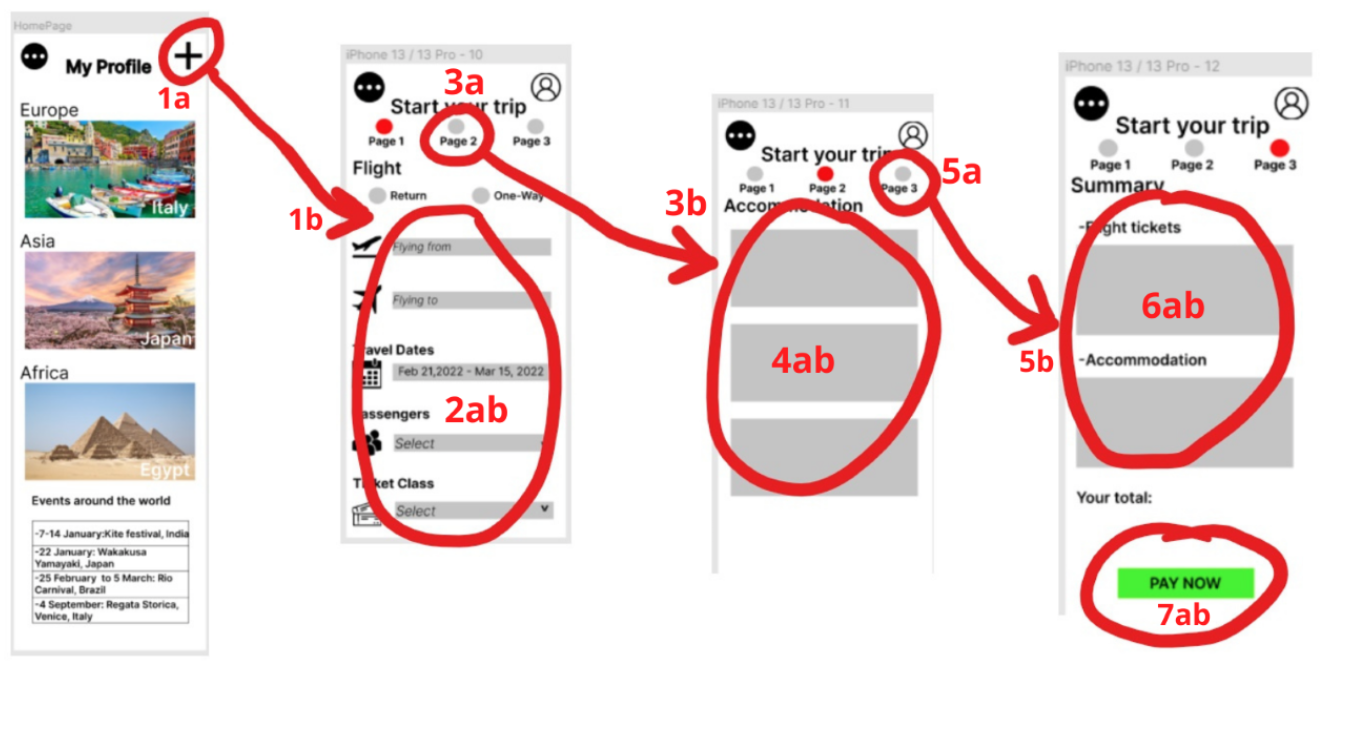 HomePage
My Profile
1a
Europe
Italy
Asia
Japan
Africa
Egypt
Events around the world
-7-14 January:Kite festival, India
-22 January: Wakakusa
Yamayaki, Japan
-25 February to 5 March: Rio
Carnival, Brazil
-4 September: Regata Storica,
Venice, Italy
1b
iPhone 13 / 13 Pro - 10
3a
Start your trip
Page 1
Page 2
Page 3
Flight
Return
One-Way
Flying from
Flying to
Travel Dates
Feb 21,2022 - Mar 15, 2022
Passengers
2ab
Select
Ticket Class
Select
3b
iPhone 13 / 13 Pro - 11
Start your trip
Page 1
Page 2
Page 3
5a
Accommodation
4ab
5b
iPhone 13 / 13 Pro - 12
Start your trip
Page 1
Page 2
Page 3
Summary
-Flight tickets
6ab
-Accommodation
Your total:
PAY NOW
7ab